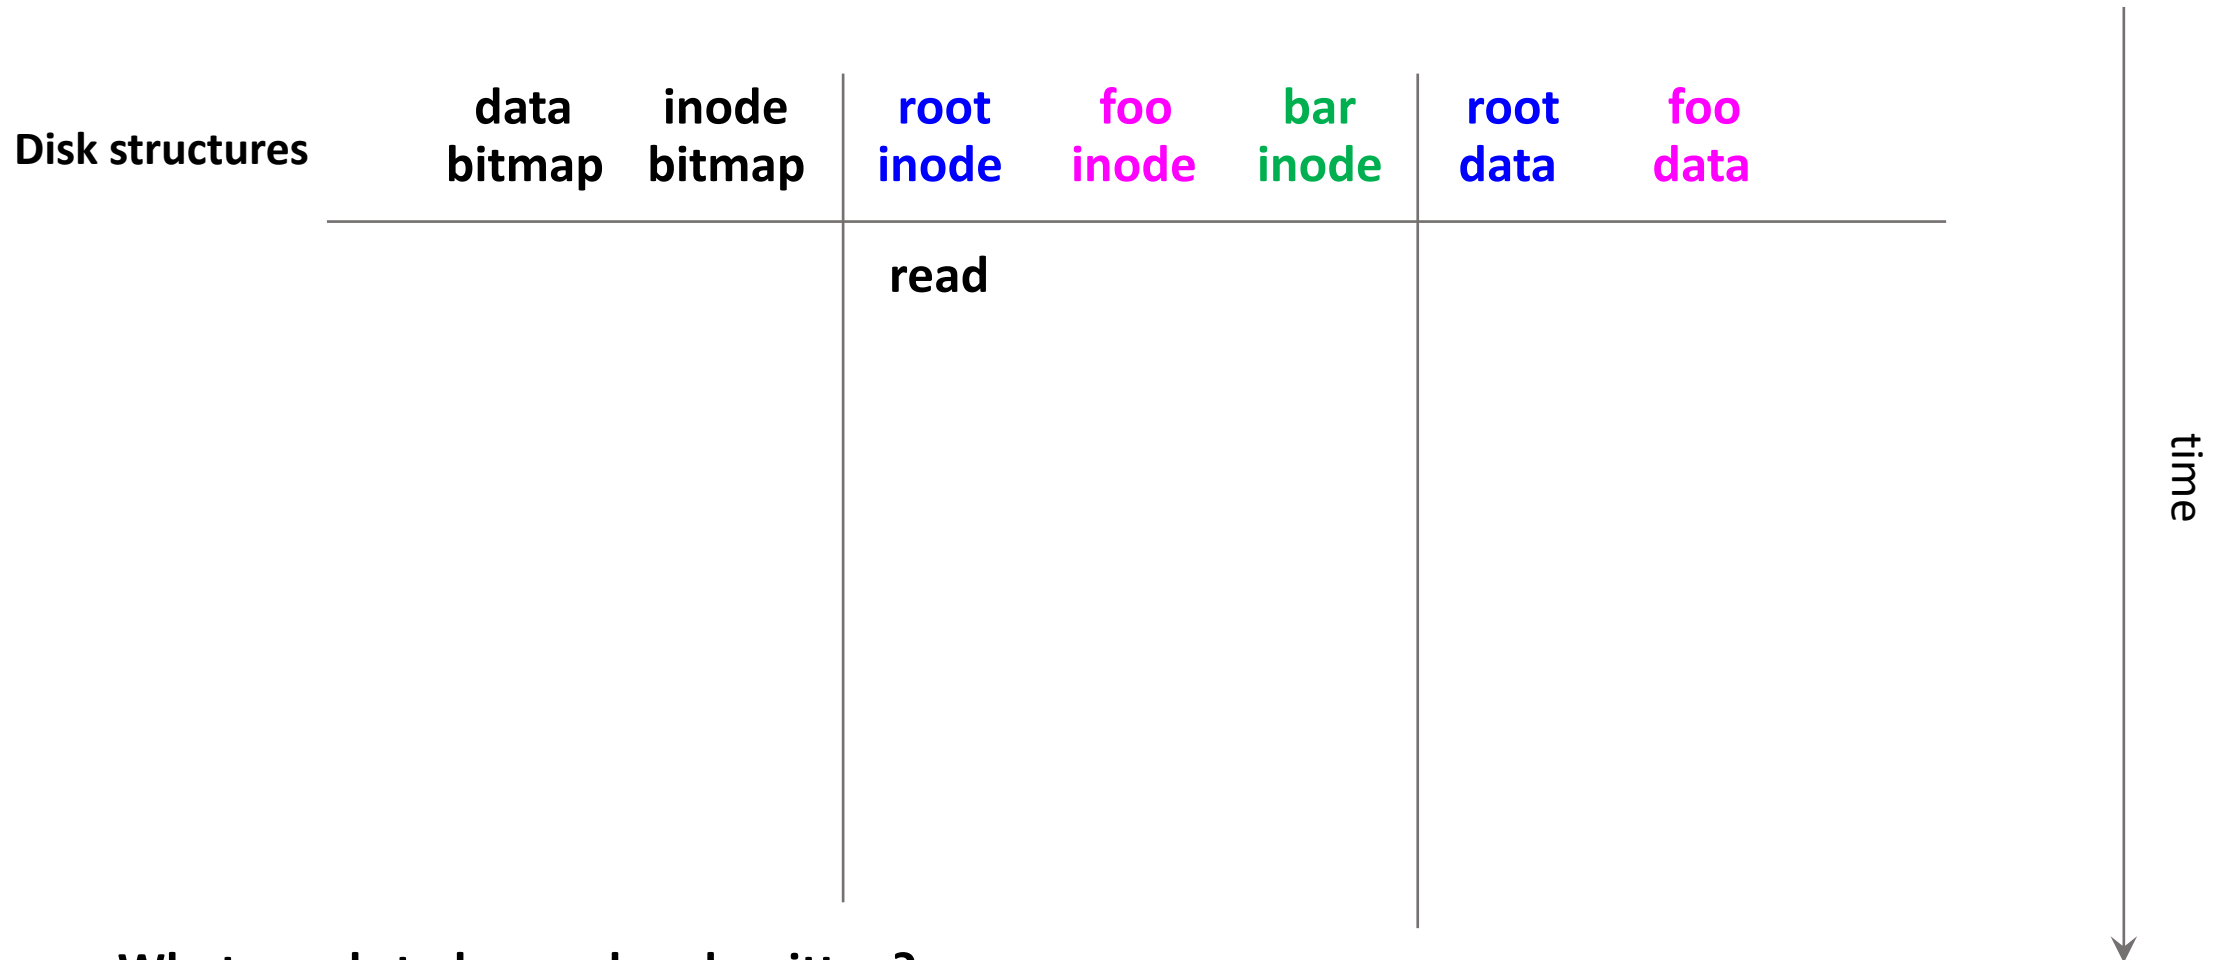 data inode root foo bar root foo
Disk structures
bitmap bitmap inode inode inode data data
read
time